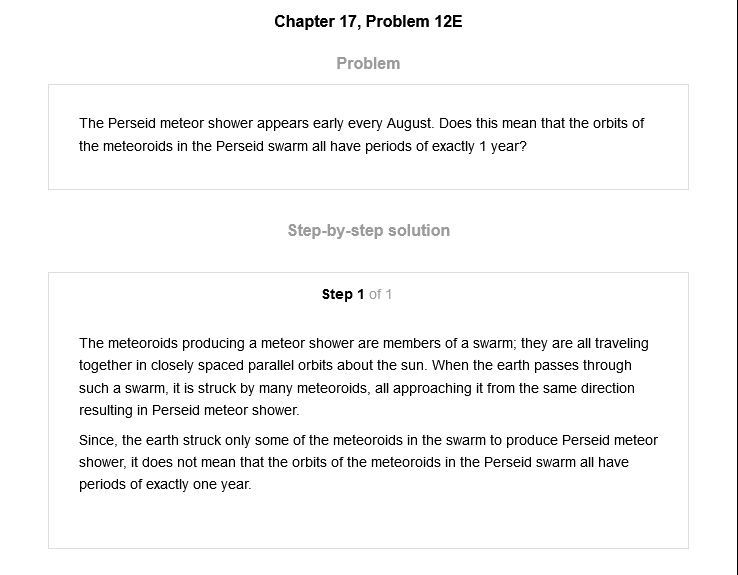 Chapter 17, Problem 12E
Problem
The Perseid meteor shower appears early every August. Does this mean that the orbits of
the meteoroids in the Perseid swarm all have periods of exactly 1 year?
Step-by-step solution
Step 1 of 1
The meteoroids producing a meteor shower are members of a swarm; they are all traveling
together in closely spaced parallel orbits about the sun. When the earth passes through
such a swarm, it is struck by many meteoroids, all approaching it from the same direction
resulting in Perseid meteor shower.
Since, the earth struck only some of the meteoroids in the swarm to produce Perseid meteor
shower, it does not mean that the orbits of the meteoroids in the Perseid swarm all have
periods of exactly one year.